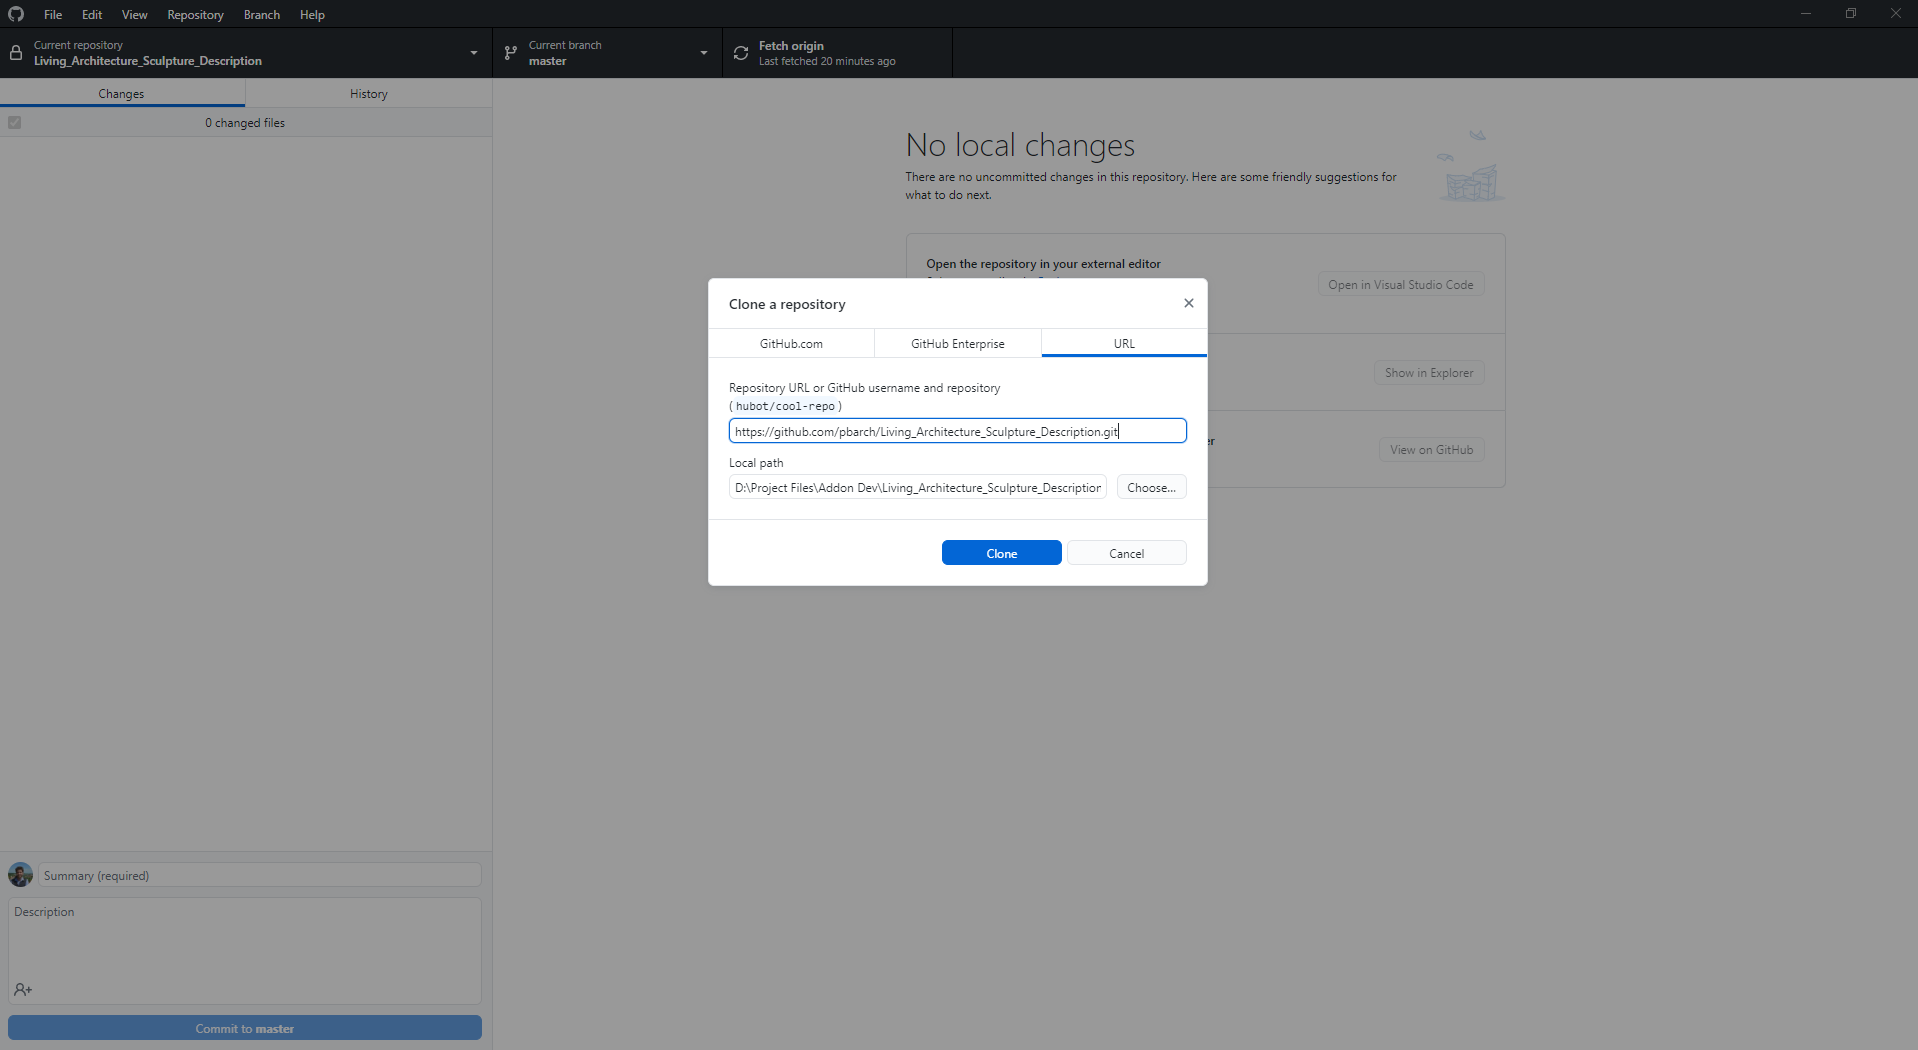 File Edit View Repository Branch Help
Current repository
Living_Architecture_Sculpture_Description
Current branch
master
Fetch origin
Last fetched 20 minutes ago
Changes History
0 changed files
No local changes
There are no uncommitted changes in this repository. Here are some friendly suggestions for
what to do next.
Open the repository in your external editor
Open in Visual Studio Code
Show in Explorer
er
View on GitHub
Clone a repository
GitHub.com GitHub Enterprise URL
Repository URL or GitHub username and repository
( hubot/cool-repo )
https://github.com/pbarch/Living_Architecture_Sculpture_Description.git
Local path
D:\Project Files\Addon Dev\Living_Architecture_Sculpture_Description Choose...
Clone Cancel
Summary (required)
Description
Commit to master